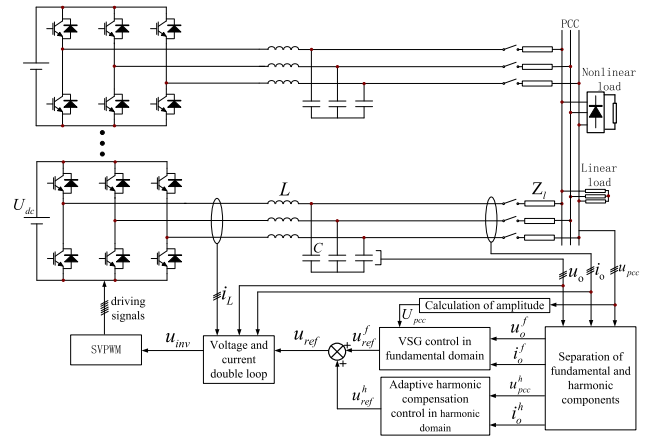 PCC
Nonlinear
load
Linear
load
U_dc
L
C
Z_l
i_L
u_o
i_o
u_pcc
driving
signals
SVPWM
u_inv
Voltage and
current
double loop
u_ref
+
+
u_ref^f
u_ref^h
U_pcc
Calculation of amplitude
VSG control in
fundamental domain
Adaptive harmonic
compensation
control in harmonic
domain
u_o^f
i_o^f
u_pcc^h
i_o^h
Separation of
fundamental and
harmonic
components